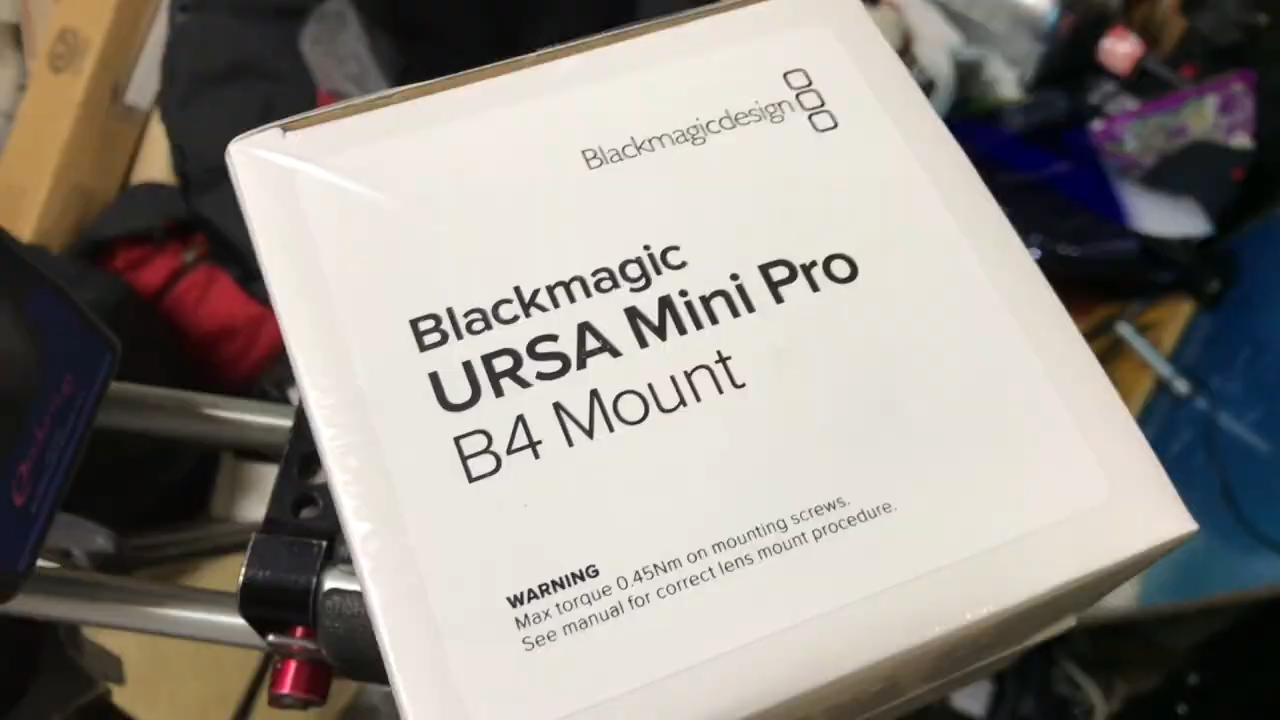 Blackmagicdesign
Blackmagic
URSA Mini Pro
B4 Mount
WARNING
Max torque 0.45Nm on mounting screws.
See manual for correct lens mount procedure.